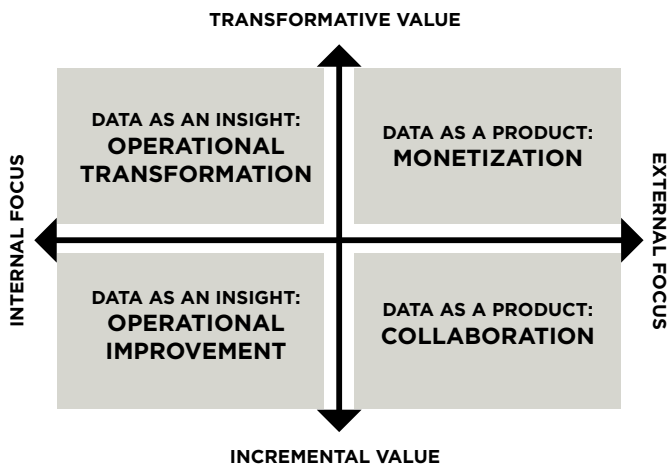 TRANSFORMATIVE VALUE
DATA AS AN INSIGHT:
OPERATIONAL
TRANSFORMATION
DATA AS A PRODUCT:
MONETIZATION
INTERNAL FOCUS
EXTERNAL FOCUS
DATA AS AN INSIGHT:
OPERATIONAL
IMPROVEMENT
DATA AS A PRODUCT:
COLLABORATION
INCREMENTAL VALUE